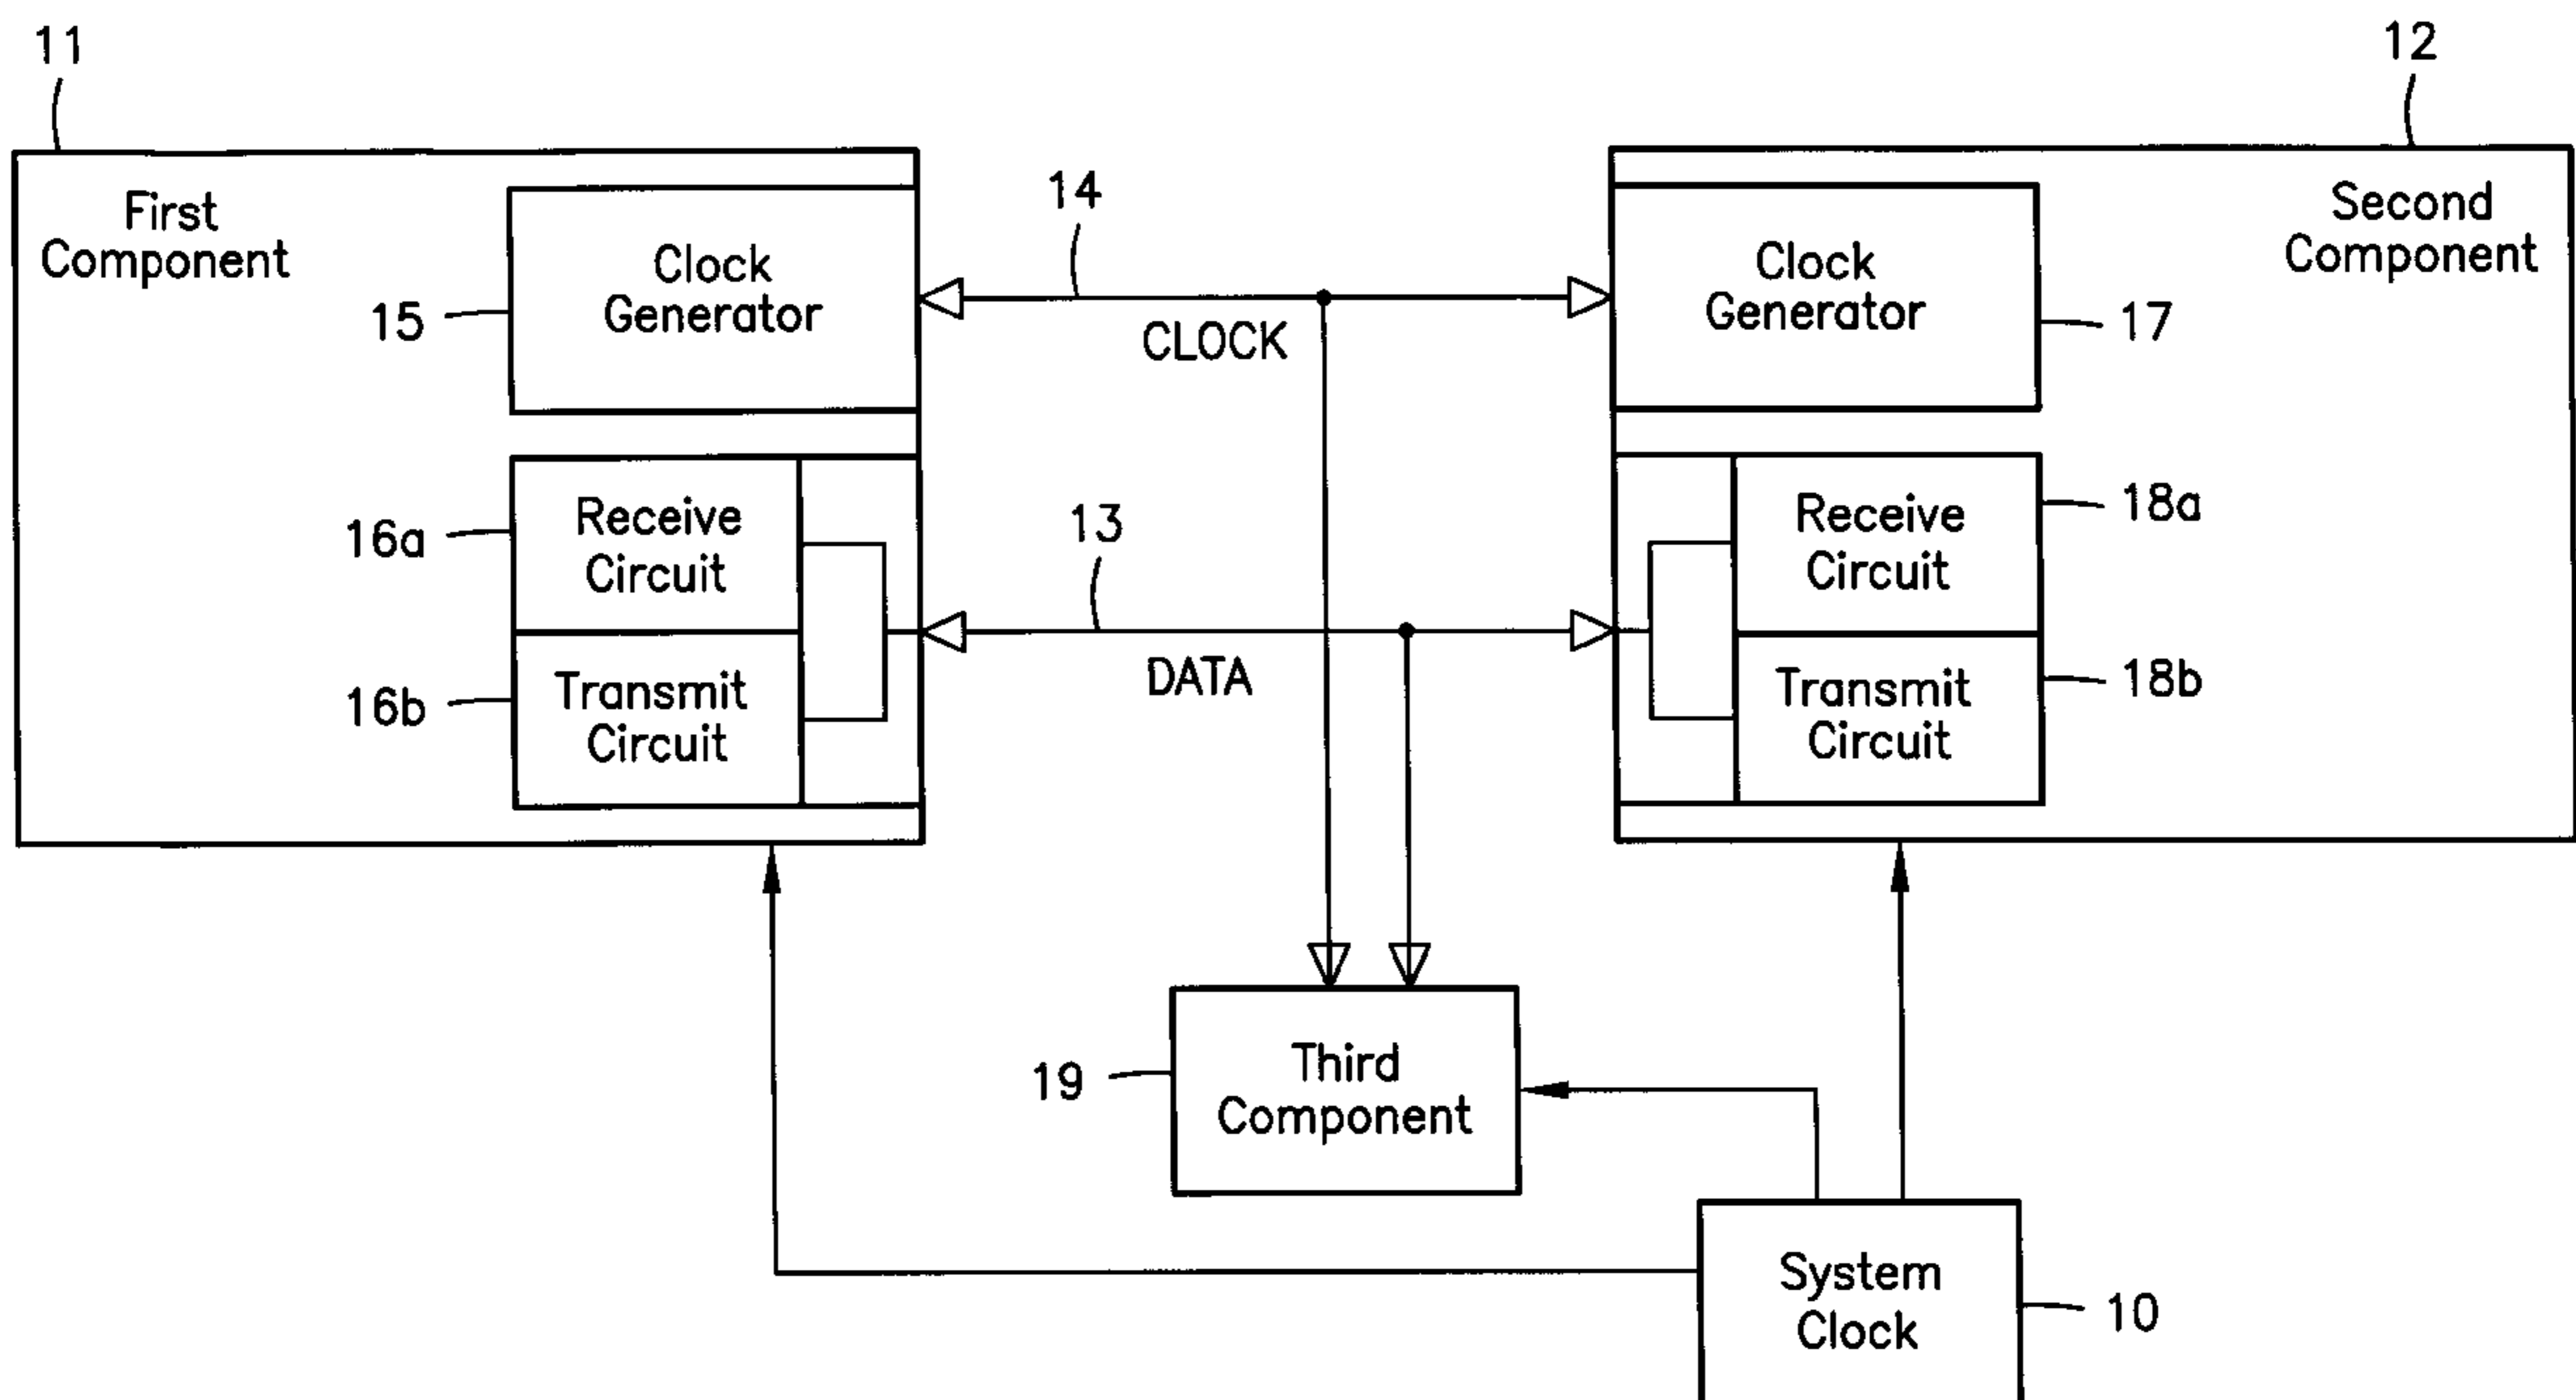 11
12
First
Component
Clock
Generator
15
14
CLOCK
Clock
Generator
17
Second
Component
16a
Receive
Circuit
16b
Transmit
Circuit
13
DATA
Receive
Circuit
18a
Transmit
Circuit
18b
19
Third
Component
System
Clock
10